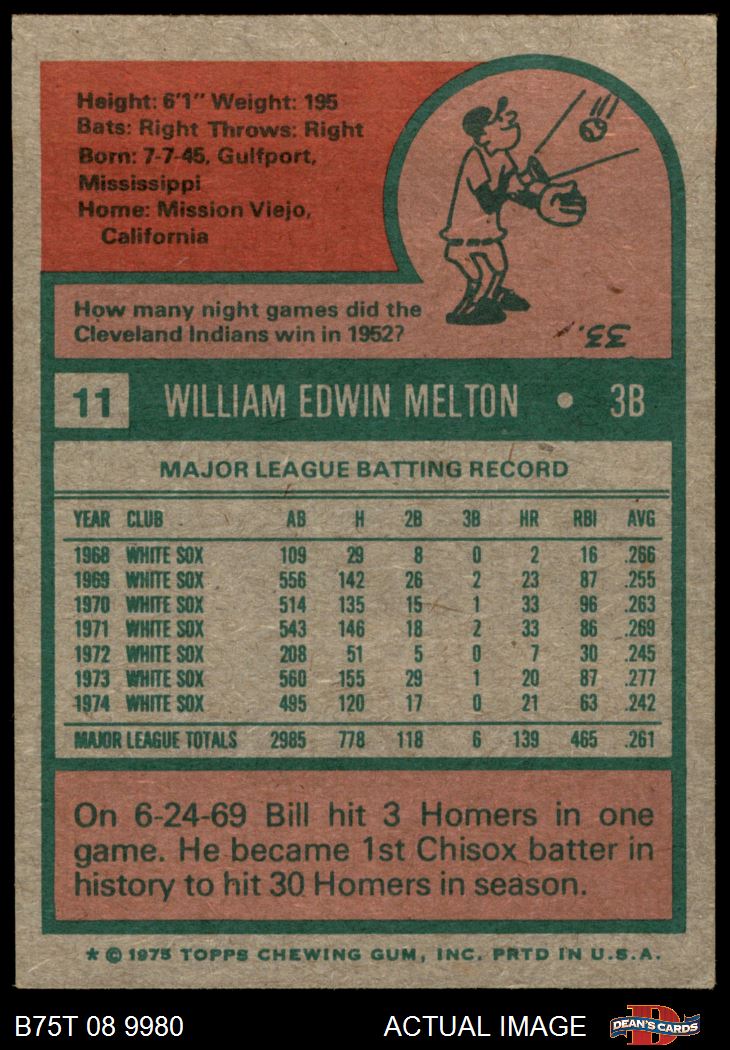 Height: 6'1" Weight: 195
Bats: Right Throws: Right
Born: 7-7-45, Gulfport,
Mississippi
Home: Mission Viejo,
California
How many night games did the
Cleveland Indians win in 1952?
33.
11 WILLIAM EDWIN MELTON • 3B
MAJOR LEAGUE BATTING RECORD
YEAR CLUB AB H 2B 3B HR RBI AVG
1968 WHITE SOX 109 29 8 0 2 16 .266
1969 WHITE SOX 556 142 26 2 23 87 .255
1970 WHITE SOX 514 135 15 1 33 96 .263
1971 WHITE SOX 543 146 18 2 33 86 .269
1972 WHITE SOX 208 51 5 0 7 30 .245
1973 WHITE SOX 560 155 29 1 20 87 .277
1974 WHITE SOX 495 120 17 0 21 63 .242
MAJOR LEAGUE TOTALS 2985 778 118 6 139 465 .261
On 6-24-69 Bill hit 3 Homers in one
game. He became 1st Chisox batter in
history to hit 30 Homers in season.
* © 1975 TOPPS CHEWING GUM, INC. PRTD IN U.S.A.
B75T 08 9980 ACTUAL IMAGE D DEAN'S CARDS